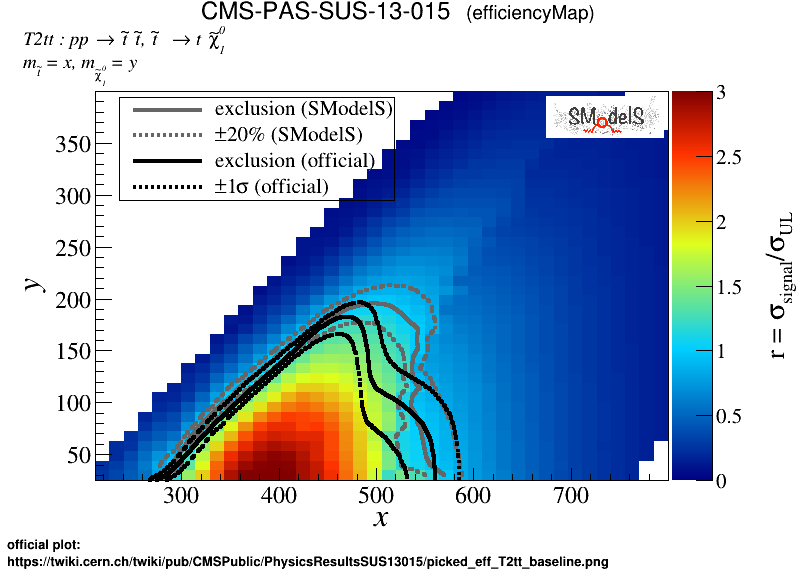 CMS-PAS-SUS-13-015 (efficiencyMap)
T2tt : pp → t̃ t̃, t̃ → t χ̃₁⁰
m_t̃ = x, m_χ̃₁⁰ = y
exclusion (SModelS)
±20% (SModelS)
exclusion (official)
±1σ (official)
SModelS
350
300
250
200
150
100
50
y
300
400
500
600
700
x
3
2.5
2
1.5
1
0.5
0
r = σ_signal/σ_UL
official plot:
https://twiki.cern.ch/twiki/pub/CMSPublic/PhysicsResultsSUS13015/picked_eff_T2tt_baseline.png